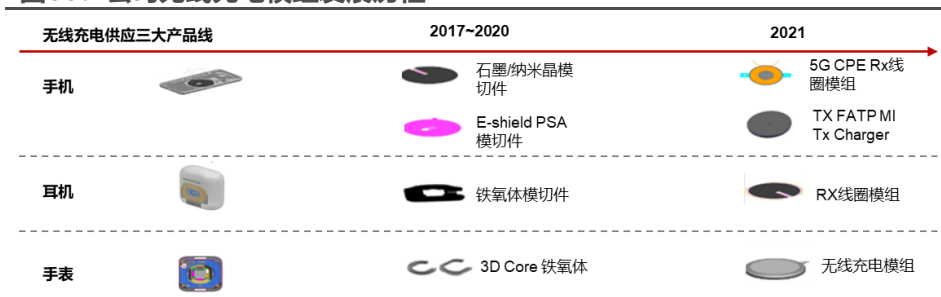 无线充电供应三大产品线
2017~2020
2021
手机
石墨/纳米晶模
切件
5G CPE Rx线
圈模组
E-shield PSA
模切件
TX FATP MI
Tx Charger
耳机
铁氧体模切件
RX线圈模组
手表
3D Core 铁氧体
无线充电模组